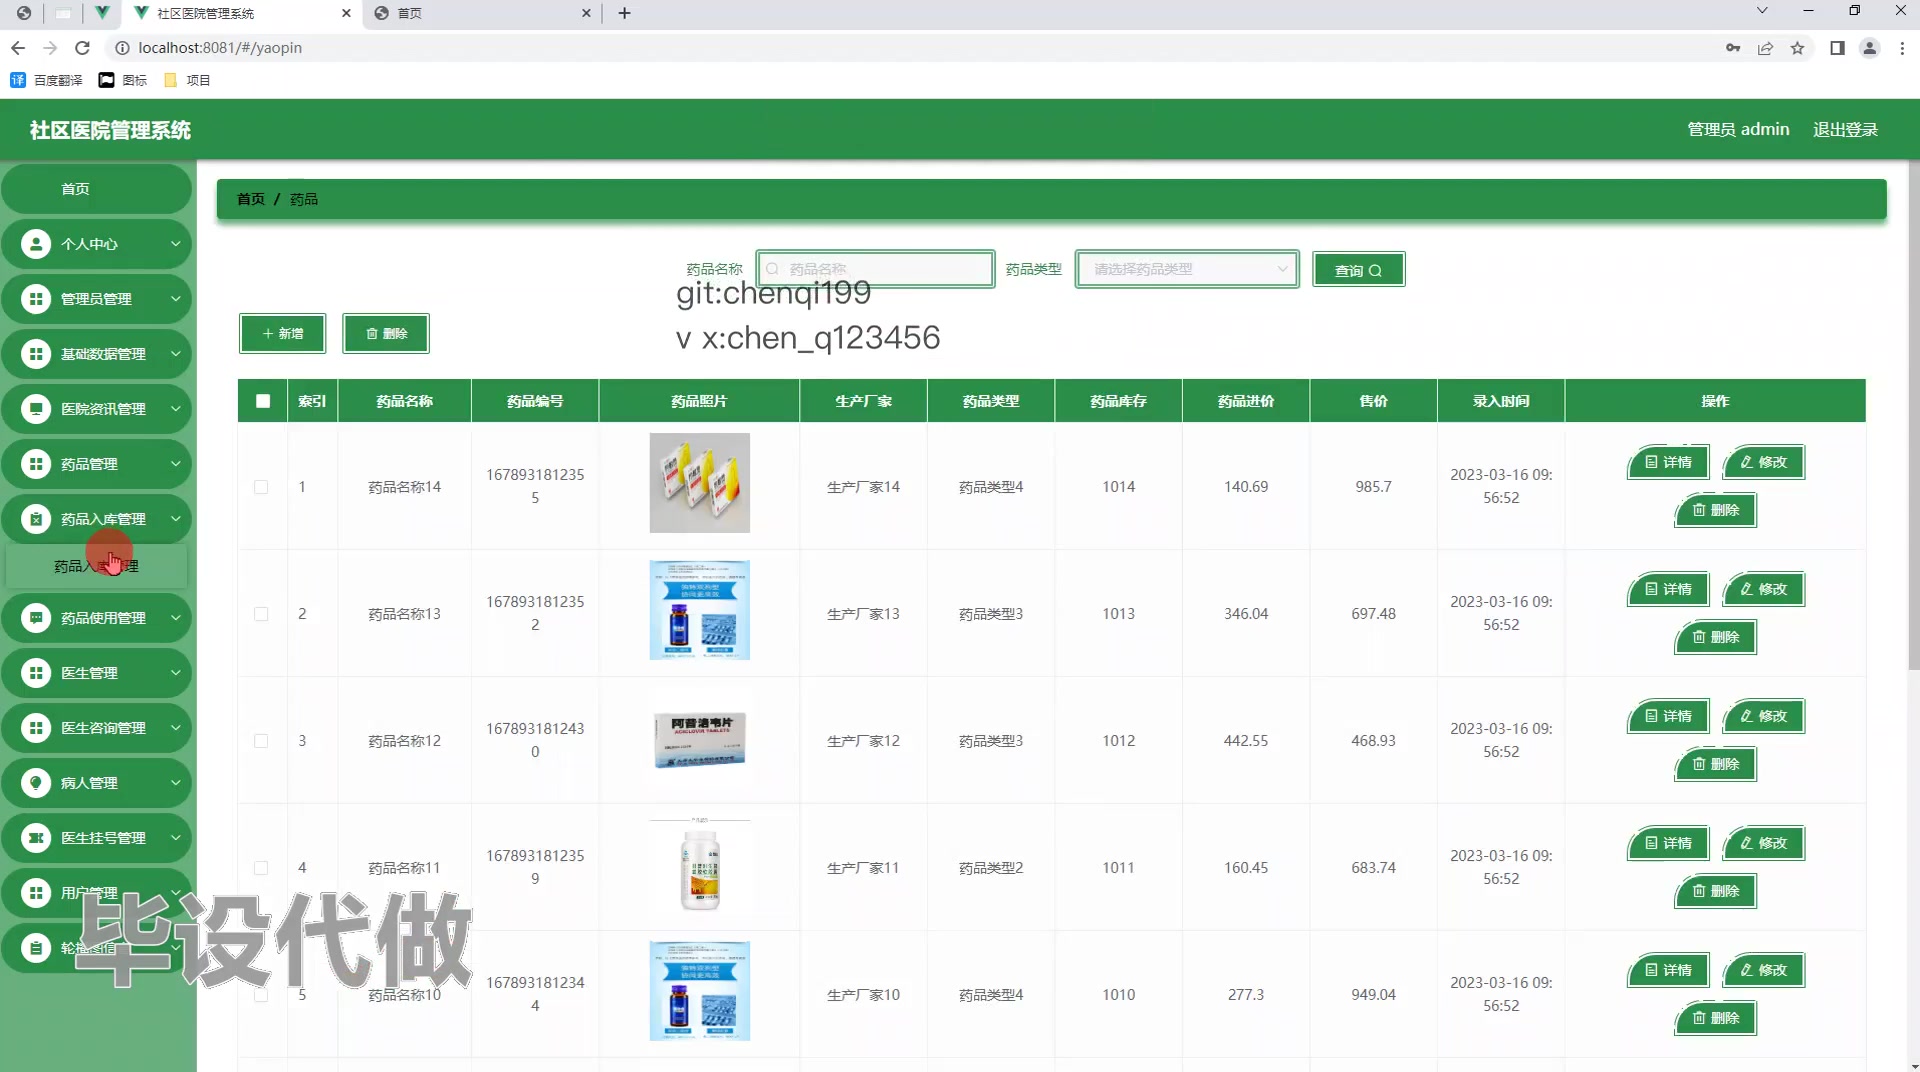 社区医院管理系统
首页
localhost:8081/#/yaopin
百度翻译
图标
项目
社区医院管理系统
管理员 admin
退出登录
首页
个人中心
管理员管理
基础数据管理
医院资讯管理
药品管理
药品入库管理
药品入库管理
药品使用管理
医生管理
医生咨询管理
病人管理
医生挂号管理
用户管理
轮播图信
毕设代做
首页 / 药品
药品名称
药品名称
药品类型
请选择药品类型
查询
git:chenqi199
v x:chen_q123456
新增
删除
索引 药品名称 药品编号 药品照片 生产厂家 药品类型 药品库存 药品进价 售价 录入时间 操作
1 药品名称14 167893181235
5
生产厂家14 药品类型4 1014 140.69 985.7 2023-03-16 09:
56:52
详情 修改
删除
2 药品名称13 167893181235
2
生产厂家13 药品类型3 1013 346.04 697.48 2023-03-16 09:
56:52
详情 修改
删除
3 药品名称12 167893181243
0
阿昔洛韦片
ACICLOVIR TABLETS
生产厂家12 药品类型3 1012 442.55 468.93 2023-03-16 09:
56:52
详情 修改
删除
4 药品名称11 167893181235
9
生产厂家11 药品类型2 1011 160.45 683.74 2023-03-16 09:
56:52
详情 修改
删除
5 药品名称10 167893181234
4
生产厂家10 药品类型4 1010 277.3 949.04 2023-03-16 09:
56:52
详情 修改
删除